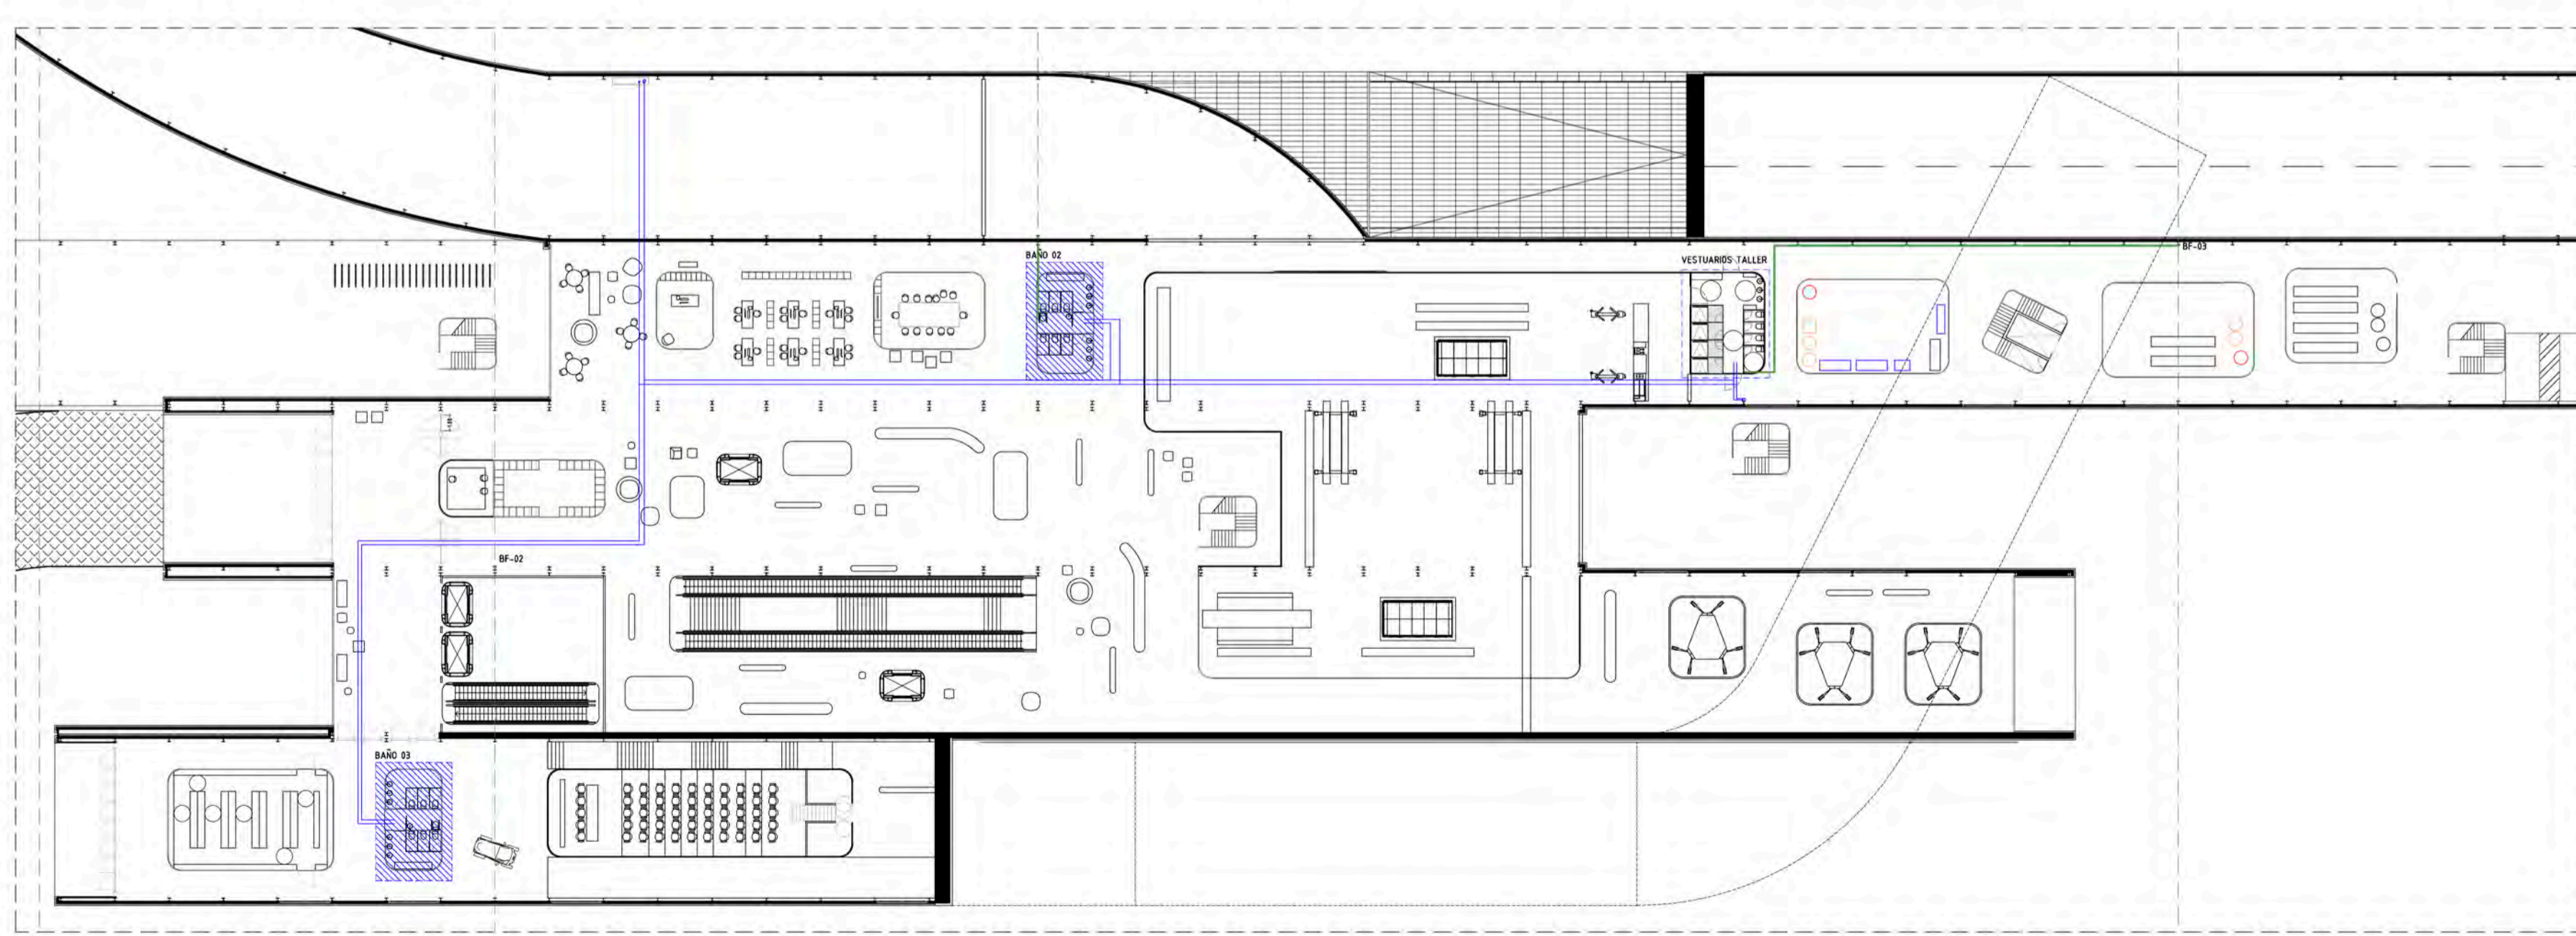 BF-03
BAÑO 02
VESTUARIOS TALLER
BF-02
BAÑO 03